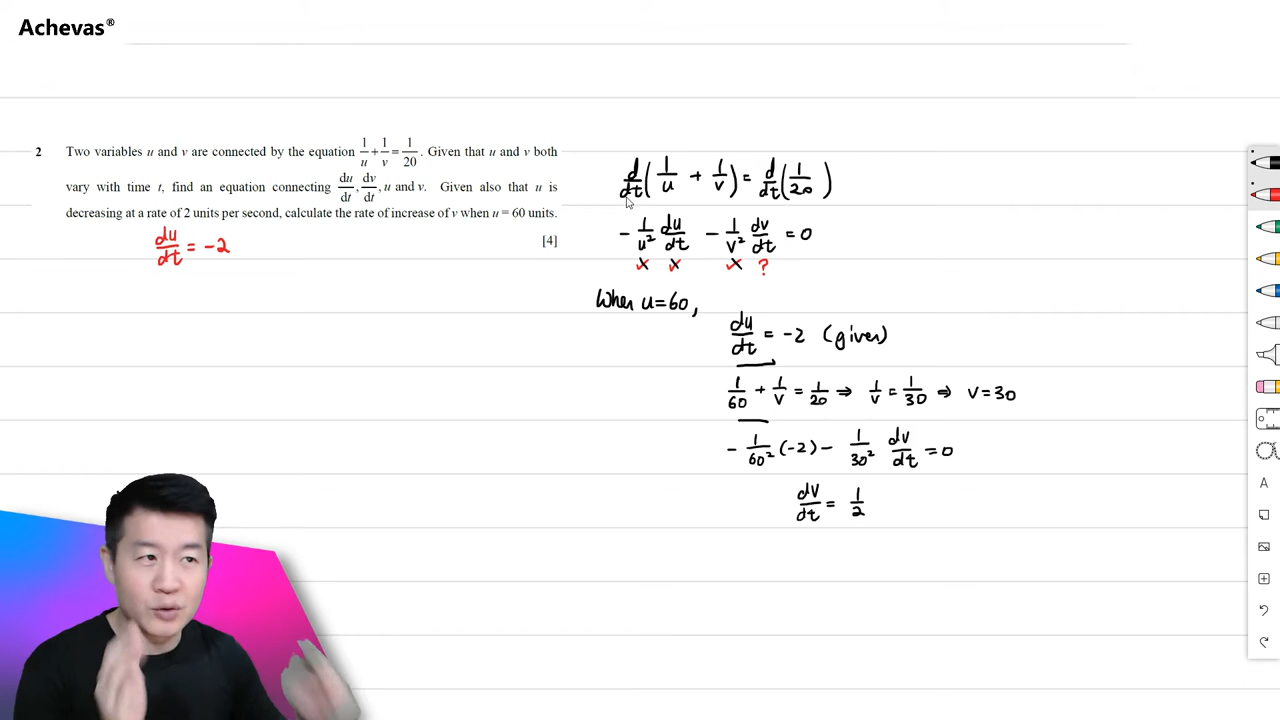 Achevas®
2 Two variables u and v are connected by the equation 1/u + 1/v = 1/20. Given that u and v both
vary with time t, find an equation connecting du/dt, dv/dt, u and v. Given also that u is
decreasing at a rate of 2 units per second, calculate the rate of increase of v when u = 60 units.
[4]
du/dt = -2
d/dt(1/u + 1/v) = d/dt(1/20)
-1/u² du/dt - 1/v² dv/dt = 0
?
When u=60,
du/dt = -2 (given)
1/60 + 1/v = 1/20 ⇒ 1/v = 1/30 ⇒ v=30
-1/60² (-2) - 1/30² dv/dt = 0
dv/dt = 1/2
A